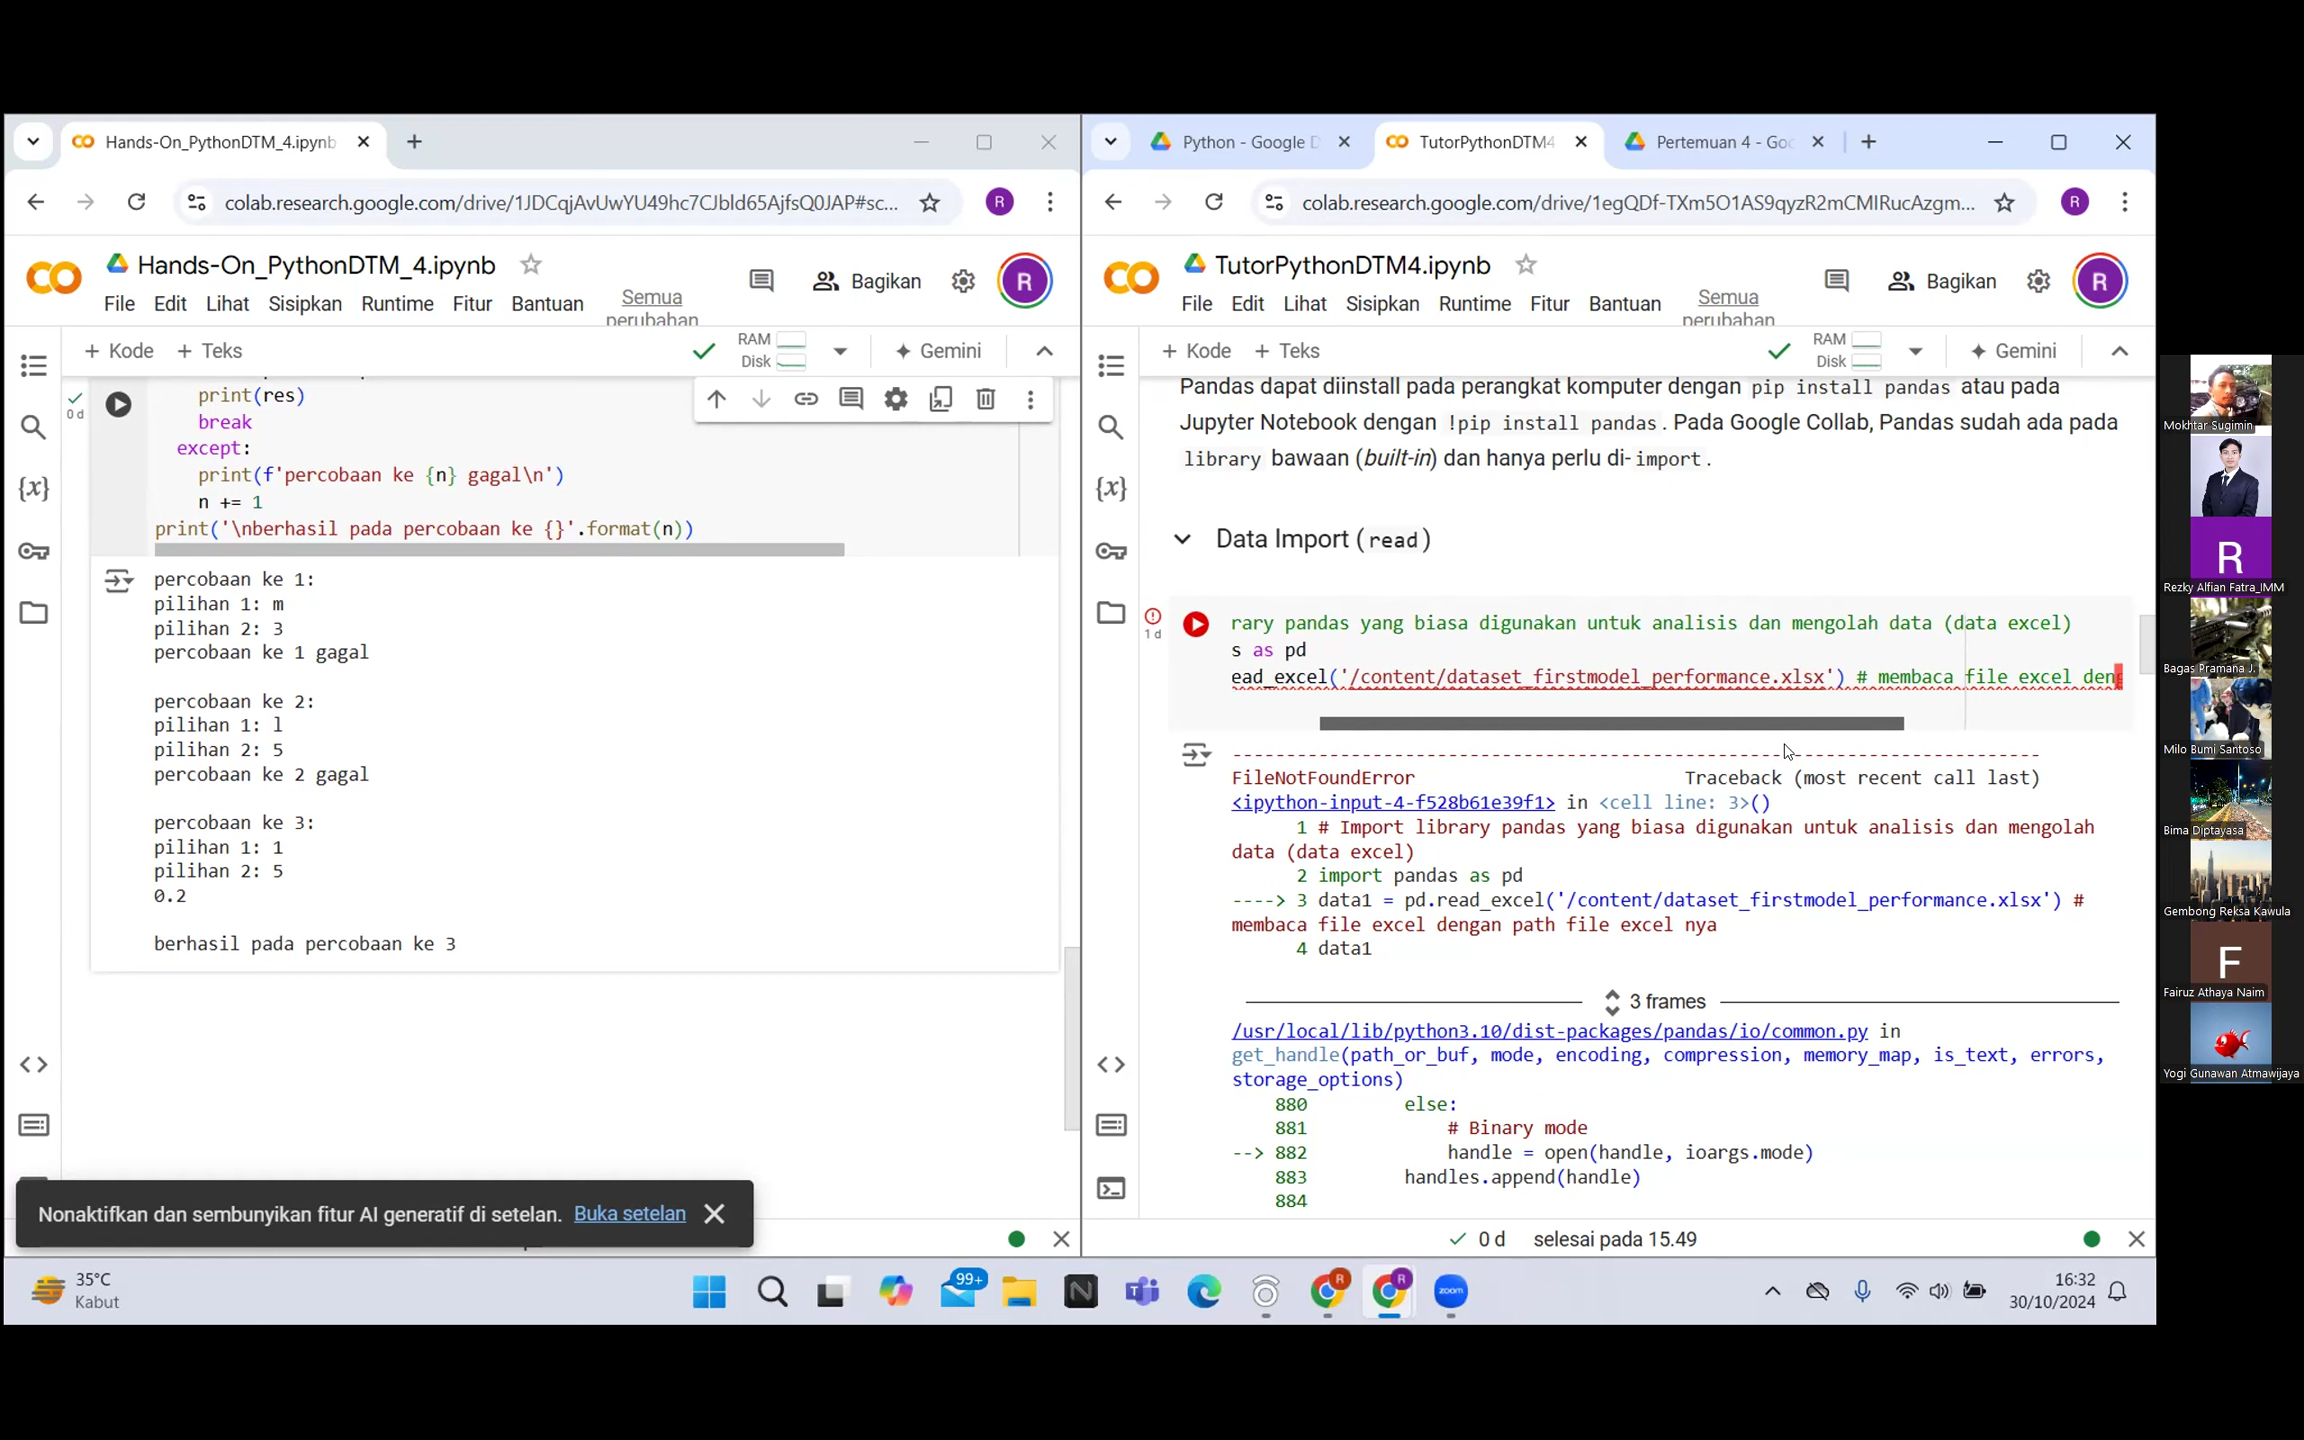 Hands-On_PythonDTM_4.ipynb
colab.research.google.com/drive/1JDCqjAvUwYU49hc7CJbld65AjfsQ0JAP#sc...
R
Hands-On_PythonDTM_4.ipynb
File Edit Lihat Sisipkan Runtime Fitur Bantuan Semua perubahan
Bagikan
R
+ Kode + Teks
RAM
Disk
Gemini
0 d
print(res)
break
except:
print(f'percobaan ke {n} gagal\n')
n += 1
print('\nberhasil pada percobaan ke {}'.format(n))
percobaan ke 1:
pilihan 1: m
pilihan 2: 3
percobaan ke 1 gagal
percobaan ke 2:
pilihan 1: l
pilihan 2: 5
percobaan ke 2 gagal
percobaan ke 3:
pilihan 1: 1
pilihan 2: 5
0.2
berhasil pada percobaan ke 3
Nonaktifkan dan sembunyikan fitur AI generatif di setelan. Buka setelan
Python - Google D
TutorPythonDTM4
Pertemuan 4 - Goo
colab.research.google.com/drive/1egQDf-TXm5O1AS9qyzR2mCMIRucAzgm...
R
TutorPythonDTM4.ipynb
File Edit Lihat Sisipkan Runtime Fitur Bantuan Semua perubahan
Bagikan
R
+ Kode + Teks
RAM
Disk
Gemini
Pandas dapat diinstall pada perangkat komputer dengan pip install pandas atau pada
Jupyter Notebook dengan !pip install pandas. Pada Google Collab, Pandas sudah ada pada
library bawaan (built-in) dan hanya perlu di-import.
Data Import (read)
1 d
rary pandas yang biasa digunakan untuk analisis dan mengolah data (data excel)
s as pd
ead_excel('/content/dataset_firstmodel_performance.xlsx') # membaca file excel deng
---------------------------------------------------------------------------
FileNotFoundError Traceback (most recent call last)
<ipython-input-4-f528b61e39f1> in <cell line: 3>()
1 # Import library pandas yang biasa digunakan untuk analisis dan mengolah
data (data excel)
2 import pandas as pd
----> 3 data1 = pd.read_excel('/content/dataset_firstmodel_performance.xlsx') #
membaca file excel dengan path file excel nya
4 data1
3 frames
/usr/local/lib/python3.10/dist-packages/pandas/io/common.py in
get_handle(path_or_buf, mode, encoding, compression, memory_map, is_text, errors,
storage_options)
880 else:
881 # Binary mode
--> 882 handle = open(handle, ioargs.mode)
883 handles.append(handle)
884
0 d selesai pada 15.49
Mokhtar Sugimin
R
Rezky Alfian Fatra_IMM
Bagas Pramana J.
Milo Bumi Santoso
Bima Diptayasa
Gembong Reksa Kawula
F
Fairuz Athaya Naim
Yogi Gunawan Atmawijaya
35°C
Kabut
99+
R
R
zoom
16:32
30/10/2024